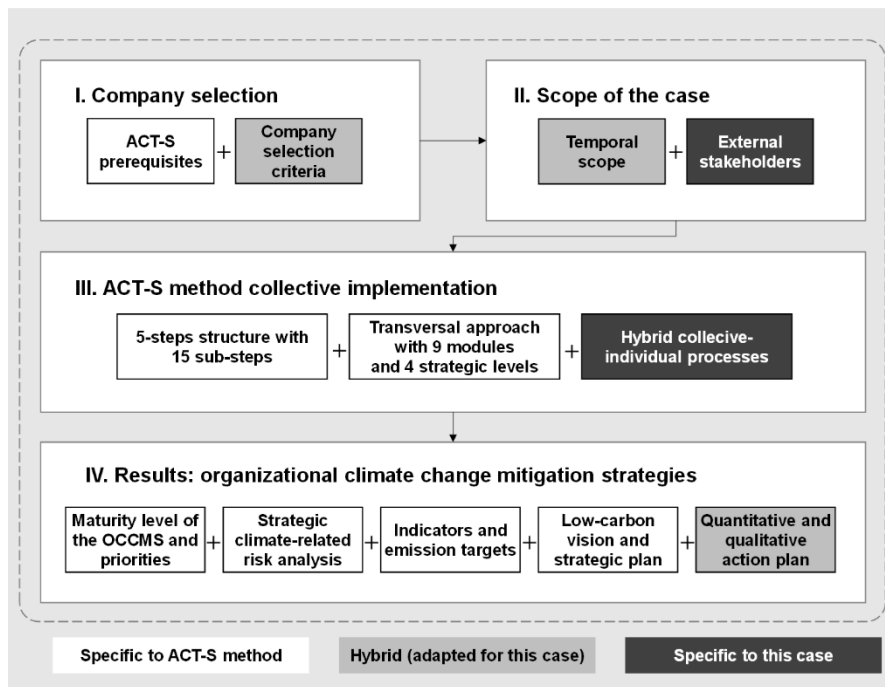 I. Company selection
ACT-S
prerequisites
+
Company
selection
criteria
II. Scope of the case
Temporal
scope
+
External
stakeholders
III. ACT-S method collective implementation
5-steps structure with
15 sub-steps
+
Transversal approach
with 9 modules
and 4 strategic levels
+
Hybrid collecive-
individual processes
IV. Results: organizational climate change mitigation strategies
Maturity level of
the OCCMS and
priorities
+
Strategic
climate-related
risk analysis
+
Indicators and
emission targets
+
Low-carbon
vision and
strategic plan
+
Quantitative and
qualitative
action plan
Specific to ACT-S method
Hybrid (adapted for this case)
Specific to this case